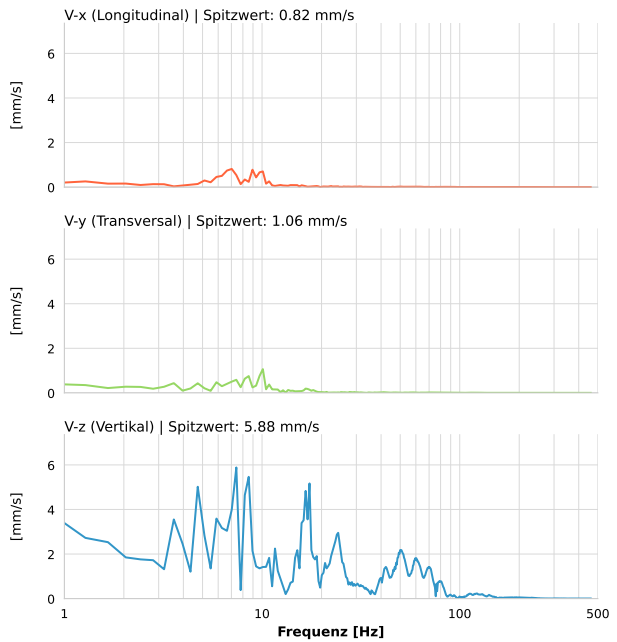 V-x (Longitudinal) | Spitzwert: 0.82 mm/s
6
4
2
0
[mm/s]
V-y (Transversal) | Spitzwert: 1.06 mm/s
6
4
2
0
[mm/s]
V-z (Vertikal) | Spitzwert: 5.88 mm/s
6
4
2
0
[mm/s]
1 10 100 500
Frequenz [Hz]